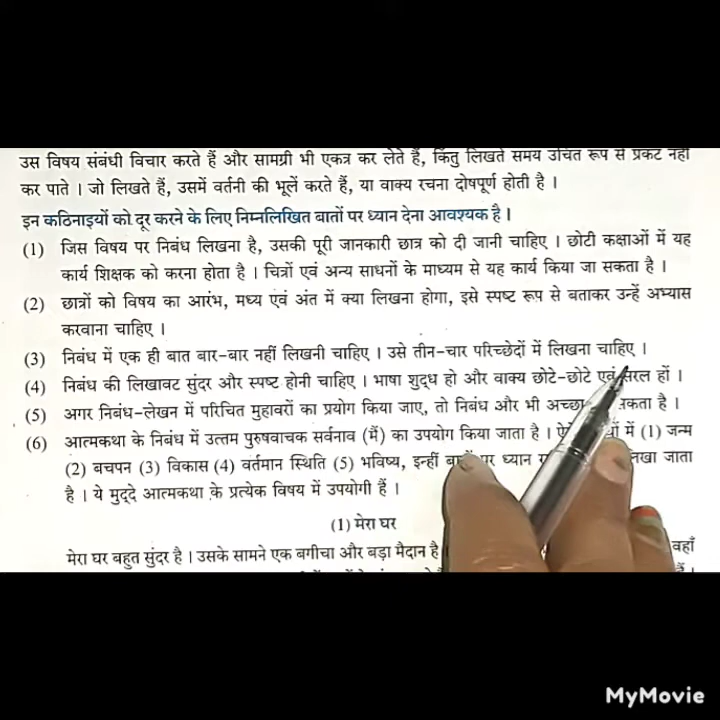 उस विषय संबंधी विचार करते हैं और सामग्री भी एकत्र कर लेते हैं, किंतु लिखते समय उचित रूप से प्रकट नहीं
कर पाते । जो लिखते हैं, उसमें वर्तनी की भूलें करते हैं, या वाक्य रचना दोषपूर्ण होती है ।
इन कठिनाइयों को दूर करने के लिए निम्नलिखित बातों पर ध्यान देना आवश्यक है ।
(1) जिस विषय पर निबंध लिखना है, उसकी पूरी जानकारी छात्र को दी जानी चाहिए । छोटी कक्षाओं में यह
कार्य शिक्षक को करना होता है । चित्रों एवं अन्य साधनों के माध्यम से यह कार्य किया जा सकता है ।
(2) छात्रों को विषय का आरंभ, मध्य एवं अंत में क्या लिखना होगा, इसे स्पष्ट रूप से बताकर उन्हें अभ्यास
करवाना चाहिए ।
(3) निबंध में एक ही बात बार-बार नहीं लिखनी चाहिए । उसे तीन-चार परिच्छेदों में लिखना चाहिए ।
(4) निबंध की लिखावट सुंदर और स्पष्ट होनी चाहिए । भाषा शुद्ध हो और वाक्य छोटे-छोटे एवं सरल हों ।
(5) अगर निबंध-लेखन में परिचित मुहावरों का प्रयोग किया जाए, तो निबंध और भी अच्छा सकता है ।
(6) आत्मकथा के निबंध में उत्तम पुरुषवाचक सर्वनाम (मैं) का उपयोग किया जाता है । में (1) जन्म
(2) बचपन (3) विकास (4) वर्तमान स्थिति (5) भविष्य, इन्हीं पर ध्यान लिखा जाता
है । ये मुद्दे आत्मकथा के प्रत्येक विषय में उपयोगी हैं ।
(1) मेरा घर
मेरा घर बहुत सुंदर है । उसके सामने एक बगीचा और बड़ा मैदान है वहाँ
MyMovie